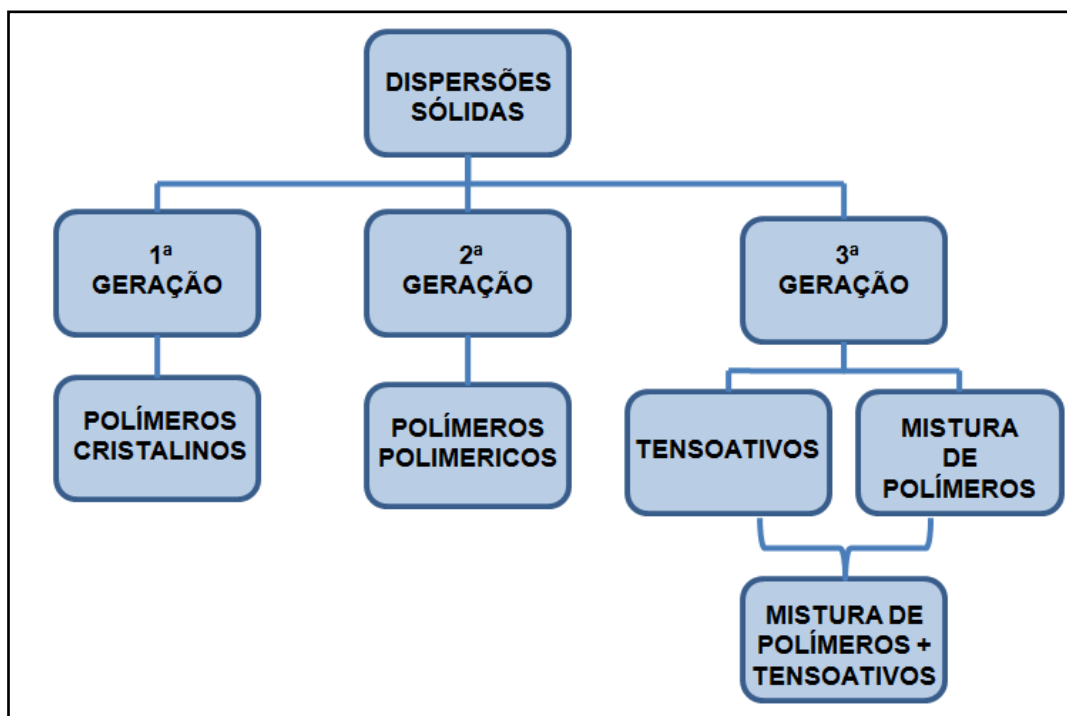 DISPERSÕES
SÓLIDAS
1ª
GERAÇÃO
2ª
GERAÇÃO
3ª
GERAÇÃO
POLÍMEROS
CRISTALINOS
POLÍMEROS
POLIMERICOS
TENSOATIVOS
MISTURA
DE
POLÍMEROS
MISTURA DE
POLÍMEROS +
TENSOATIVOS